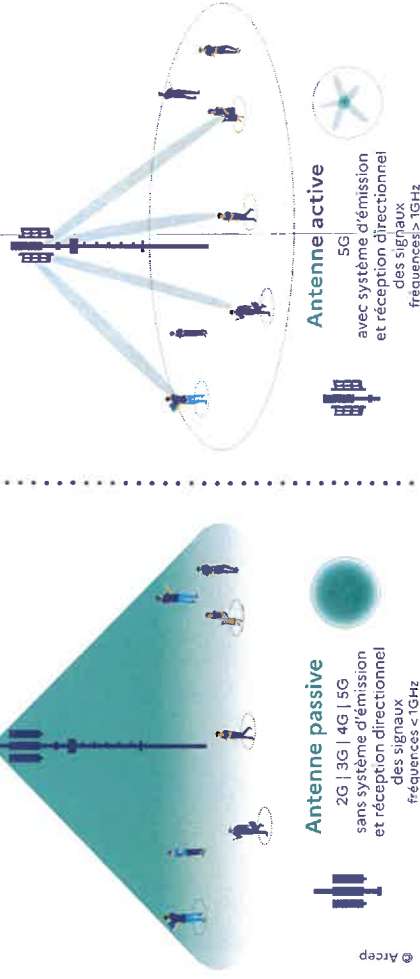 Antenne passive
2G | 3G | 4G | 5G
sans système d'émission
et réception directionnel
des signaux
fréquences < 1GHz
© Arcep
Antenne active
5G
avec système d'émission
et réception directionnel
des signaux
fréquences > 1GHz